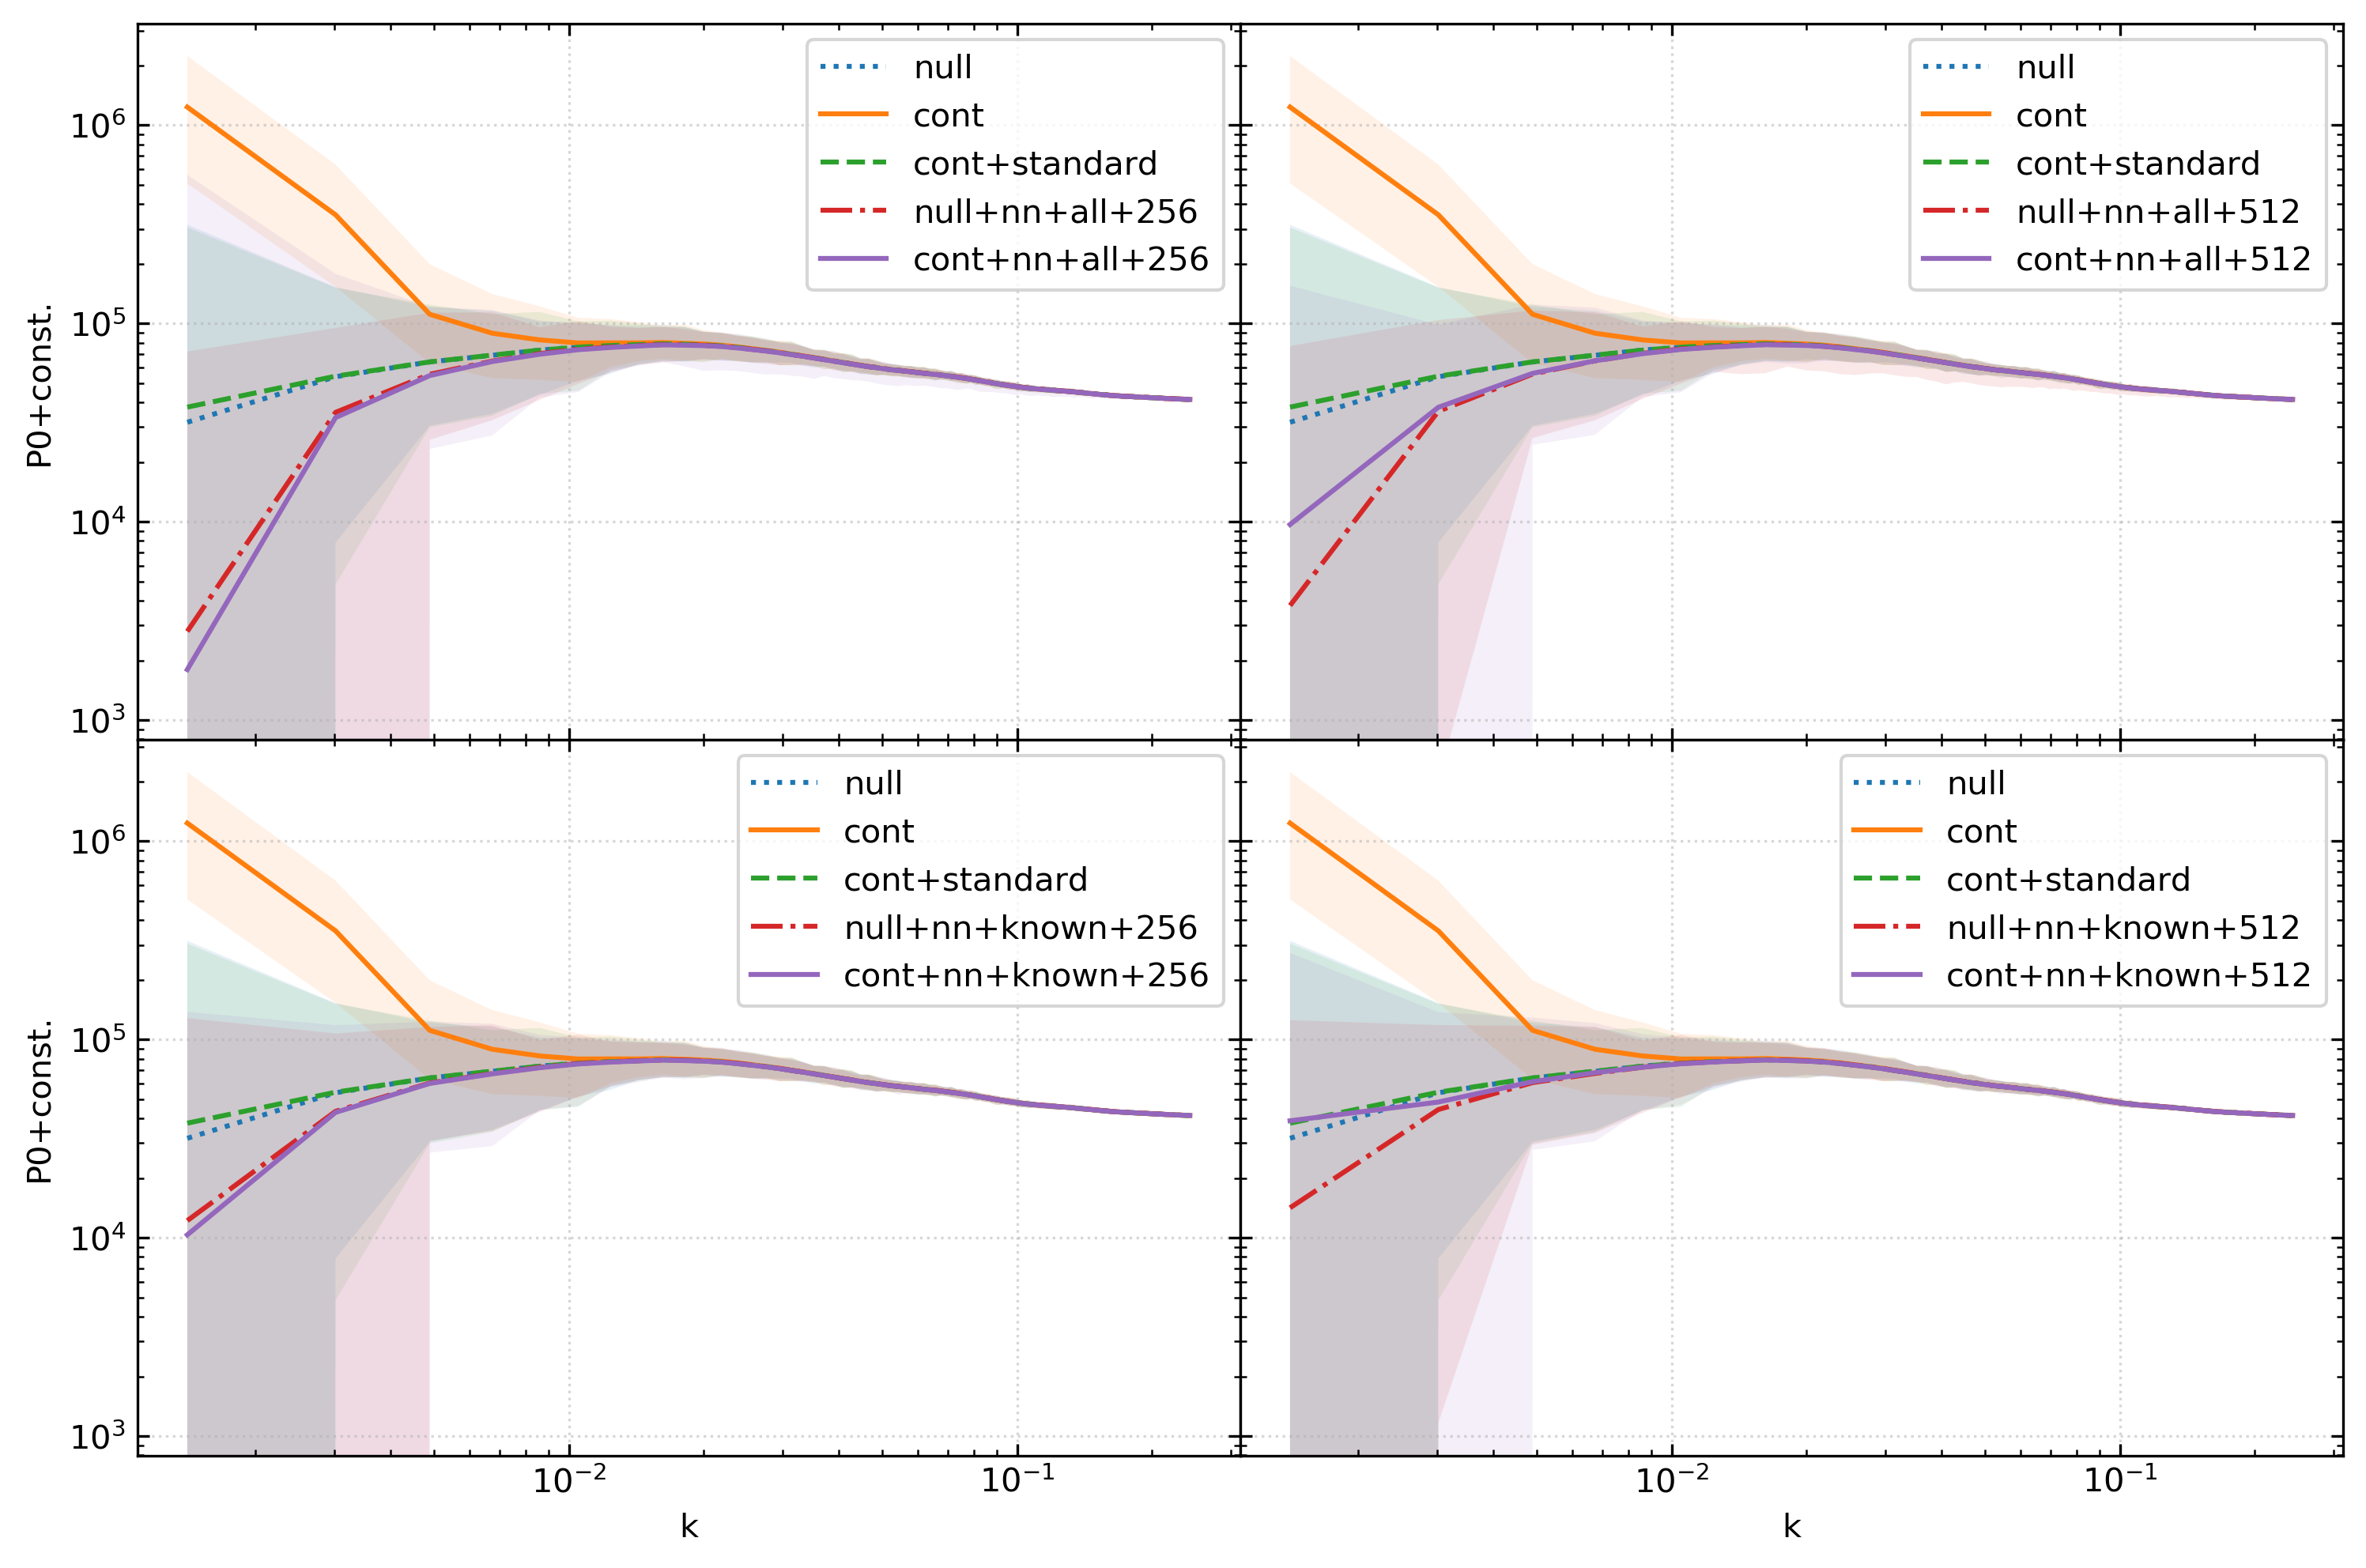 P0+const.
10^6
10^5
10^4
10^3
null
cont
cont+standard
null+nn+all+256
cont+nn+all+256
null
cont
cont+standard
null+nn+all+512
cont+nn+all+512
P0+const.
10^6
10^5
10^4
10^3
null
cont
cont+standard
null+nn+known+256
cont+nn+known+256
null
cont
cont+standard
null+nn+known+512
cont+nn+known+512
10^−2
10^−1
10^−2
10^−1
k
k